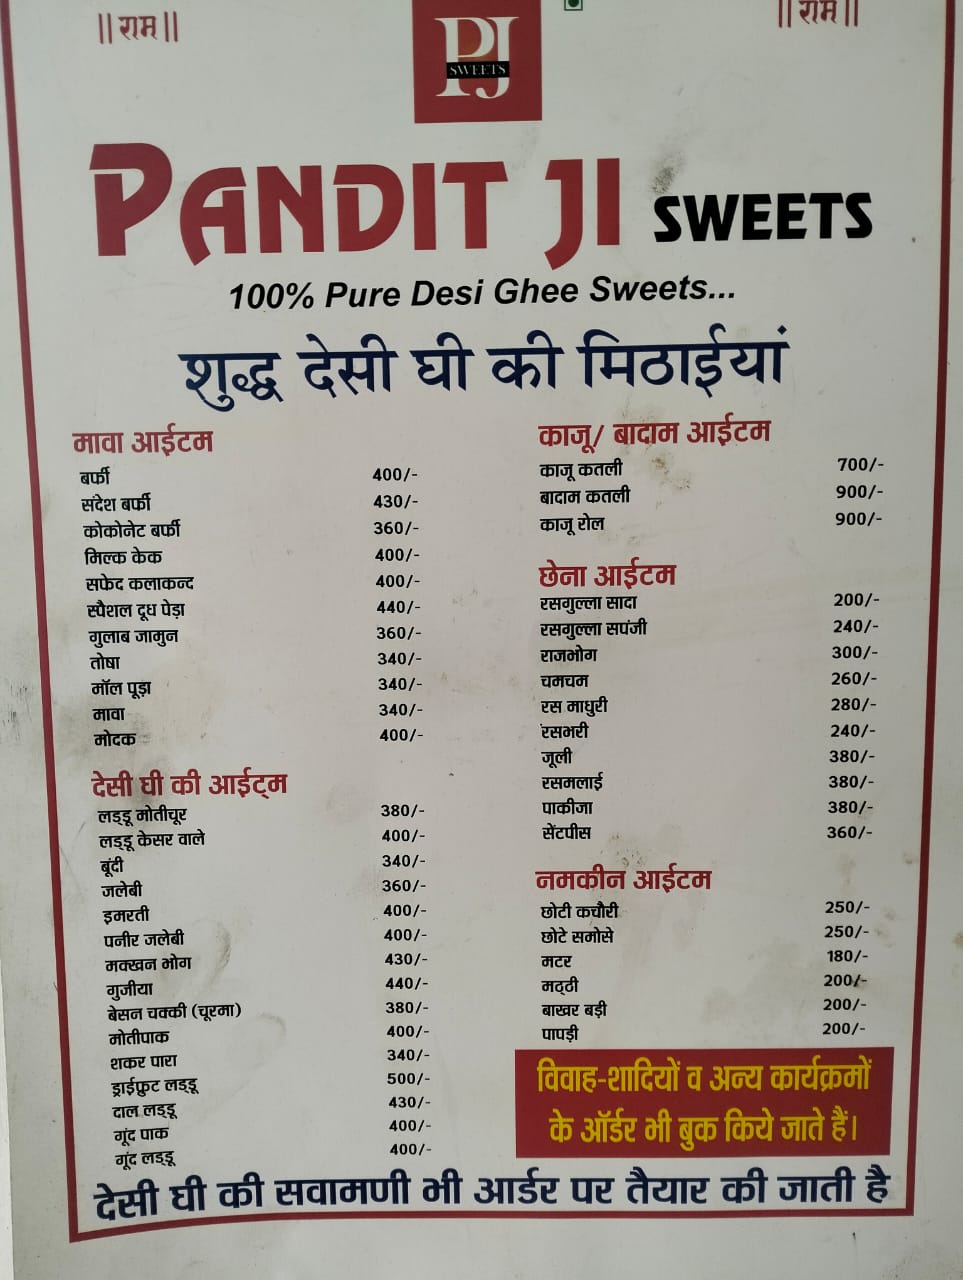 || राम ||
|| राम ||
PJ
SWEETS
PANDIT JI SWEETS
100% Pure Desi Ghee Sweets...
शुद्ध देसी घी की मिठाईयां
मावा आईटम
बर्फी 400/-
संदेश बर्फी 430/-
कोकोनेट बर्फी 360/-
मिल्क केक 400/-
सफेद कलाकन्द 400/-
स्पैशल दूध पेड़ा 440/-
गुलाब जामुन 360/-
तोषा 340/-
मॉल पूड़ा 340/-
मावा 340/-
मोदक 400/-
देसी घी की आईट्म
लड्डू मोतीचूर 380/-
लड्डू केसर वाले 400/-
बूंदी 340/-
जलेबी 360/-
इमरती 400/-
पनीर जलेबी 400/-
मक्खन भोग 430/-
गुजीया 440/-
बेसन चक्की (चूरमा) 380/-
मोतीपाक 400/-
शकर पारा 340/-
ड्राईफ्रुट लड्डू 500/-
दाल लड्डू 430/-
गूंद पाक 400/-
गूंद लड्डू 400/-
काजू/ बादाम आईटम
काजू कतली 700/-
बादाम कतली 900/-
काजू रोल 900/-
छेना आईटम
रसगुल्ला सादा 200/-
रसगुल्ला सपंजी 240/-
राजभोग 300/-
चमचम 260/-
रस माधुरी 280/-
रसभरी 240/-
जूली 380/-
रसमलाई 380/-
पाकीजा 380/-
सेंटपीस 360/-
नमकीन आईटम
छोटी कचौरी 250/-
छोटे समोसे 250/-
मटर 180/-
मठ्ठी 200/-
बाखर बड़ी 200/-
पापड़ी 200/-
विवाह-शादियों व अन्य कार्यक्रमों
के ऑर्डर भी बुक किये जाते हैं।
देसी घी की सवामणी भी आर्डर पर तैयार की जाती है